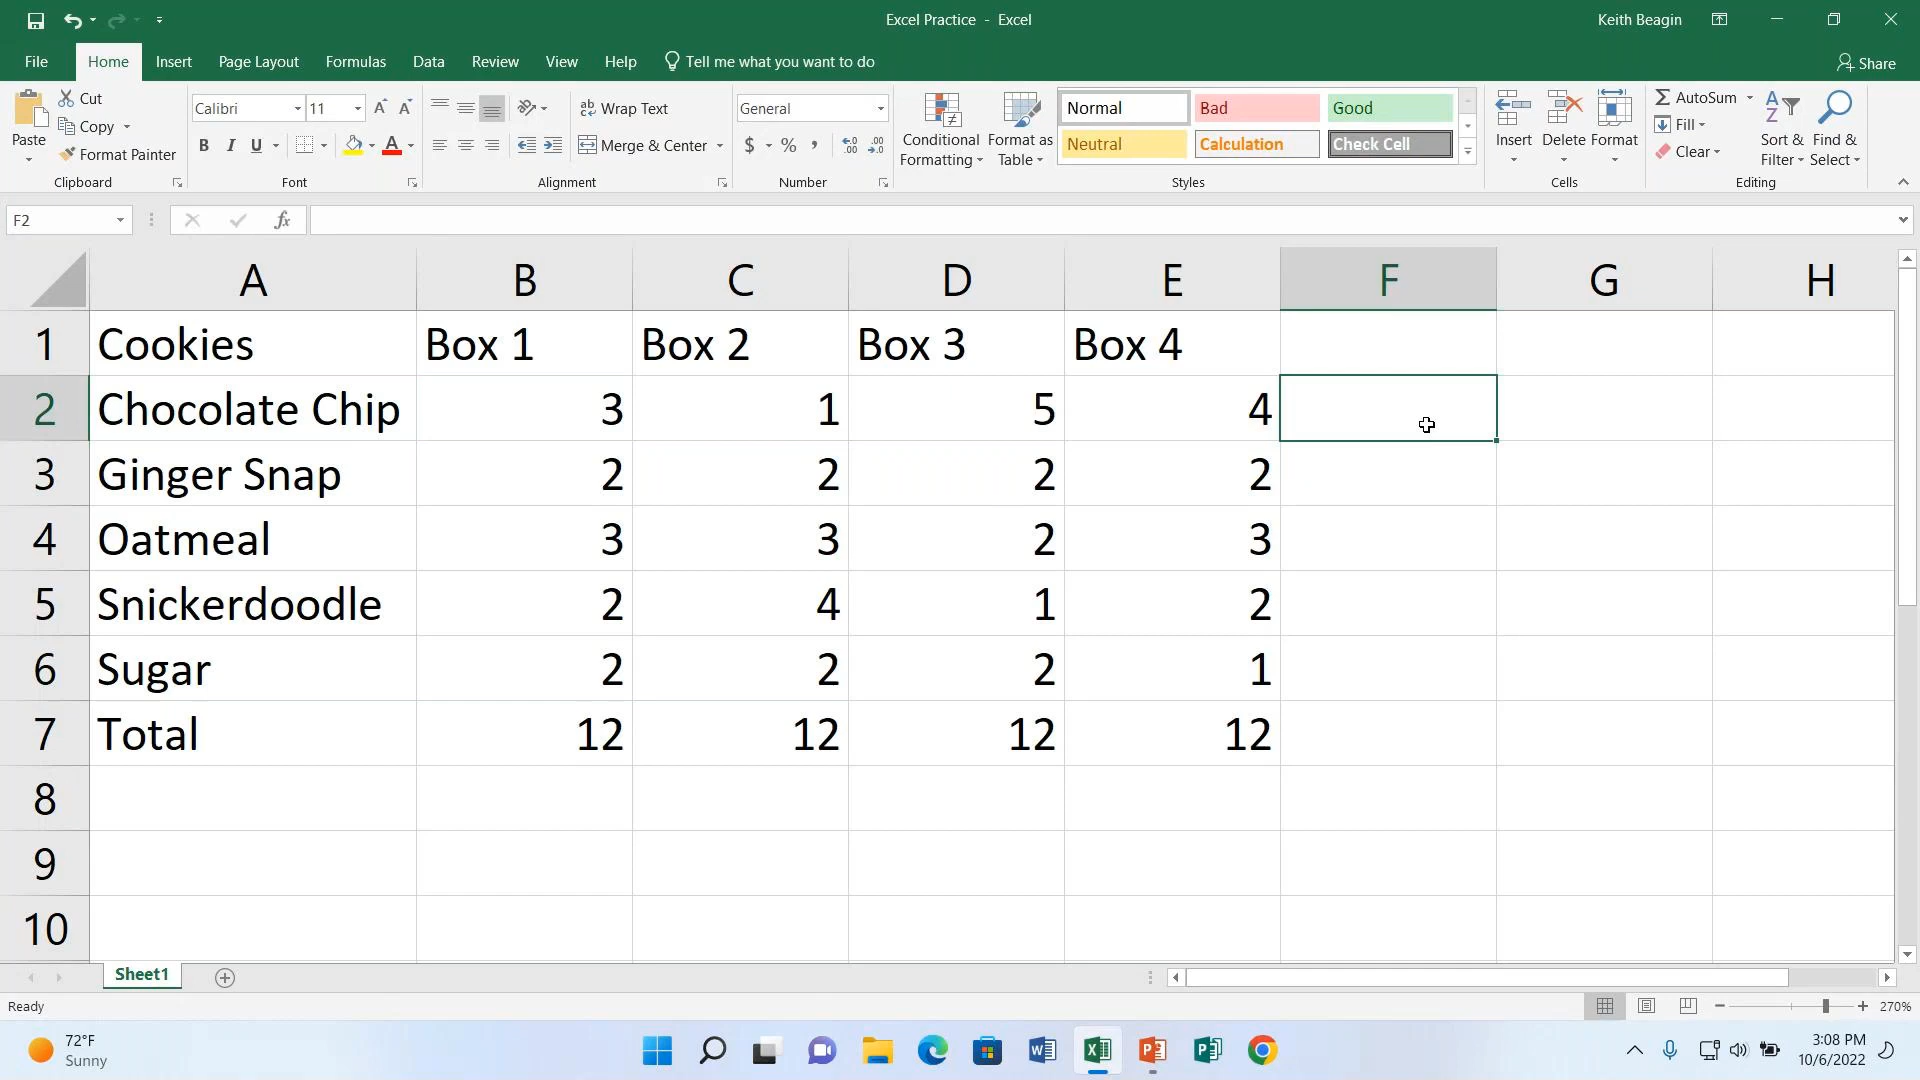 Excel Practice - Excel
Keith Beagin
File Home Insert Page Layout Formulas Data Review View Help Tell me what you want to do Share
Paste
Cut
Copy
Format Painter
Clipboard
Calibri 11
B I U
Font
Wrap Text
Merge & Center
Alignment
General
$ % ,
Number
Conditional Formatting
Format as Table
Normal Bad Good
Neutral Calculation Check Cell
Styles
Insert Delete Format
Cells
AutoSum
Fill
Clear
Sort & Filter
Find & Select
Editing
F2
fx
A B C D E F G H
1 Cookies Box 1 Box 2 Box 3 Box 4
2 Chocolate Chip 3 1 5 4
3 Ginger Snap 2 2 2 2
4 Oatmeal 3 3 2 3
5 Snickerdoodle 2 4 1 2
6 Sugar 2 2 2 1
7 Total 12 12 12 12
8
9
10
Sheet1
Ready
270%
72°F
Sunny
3:08 PM
10/6/2022